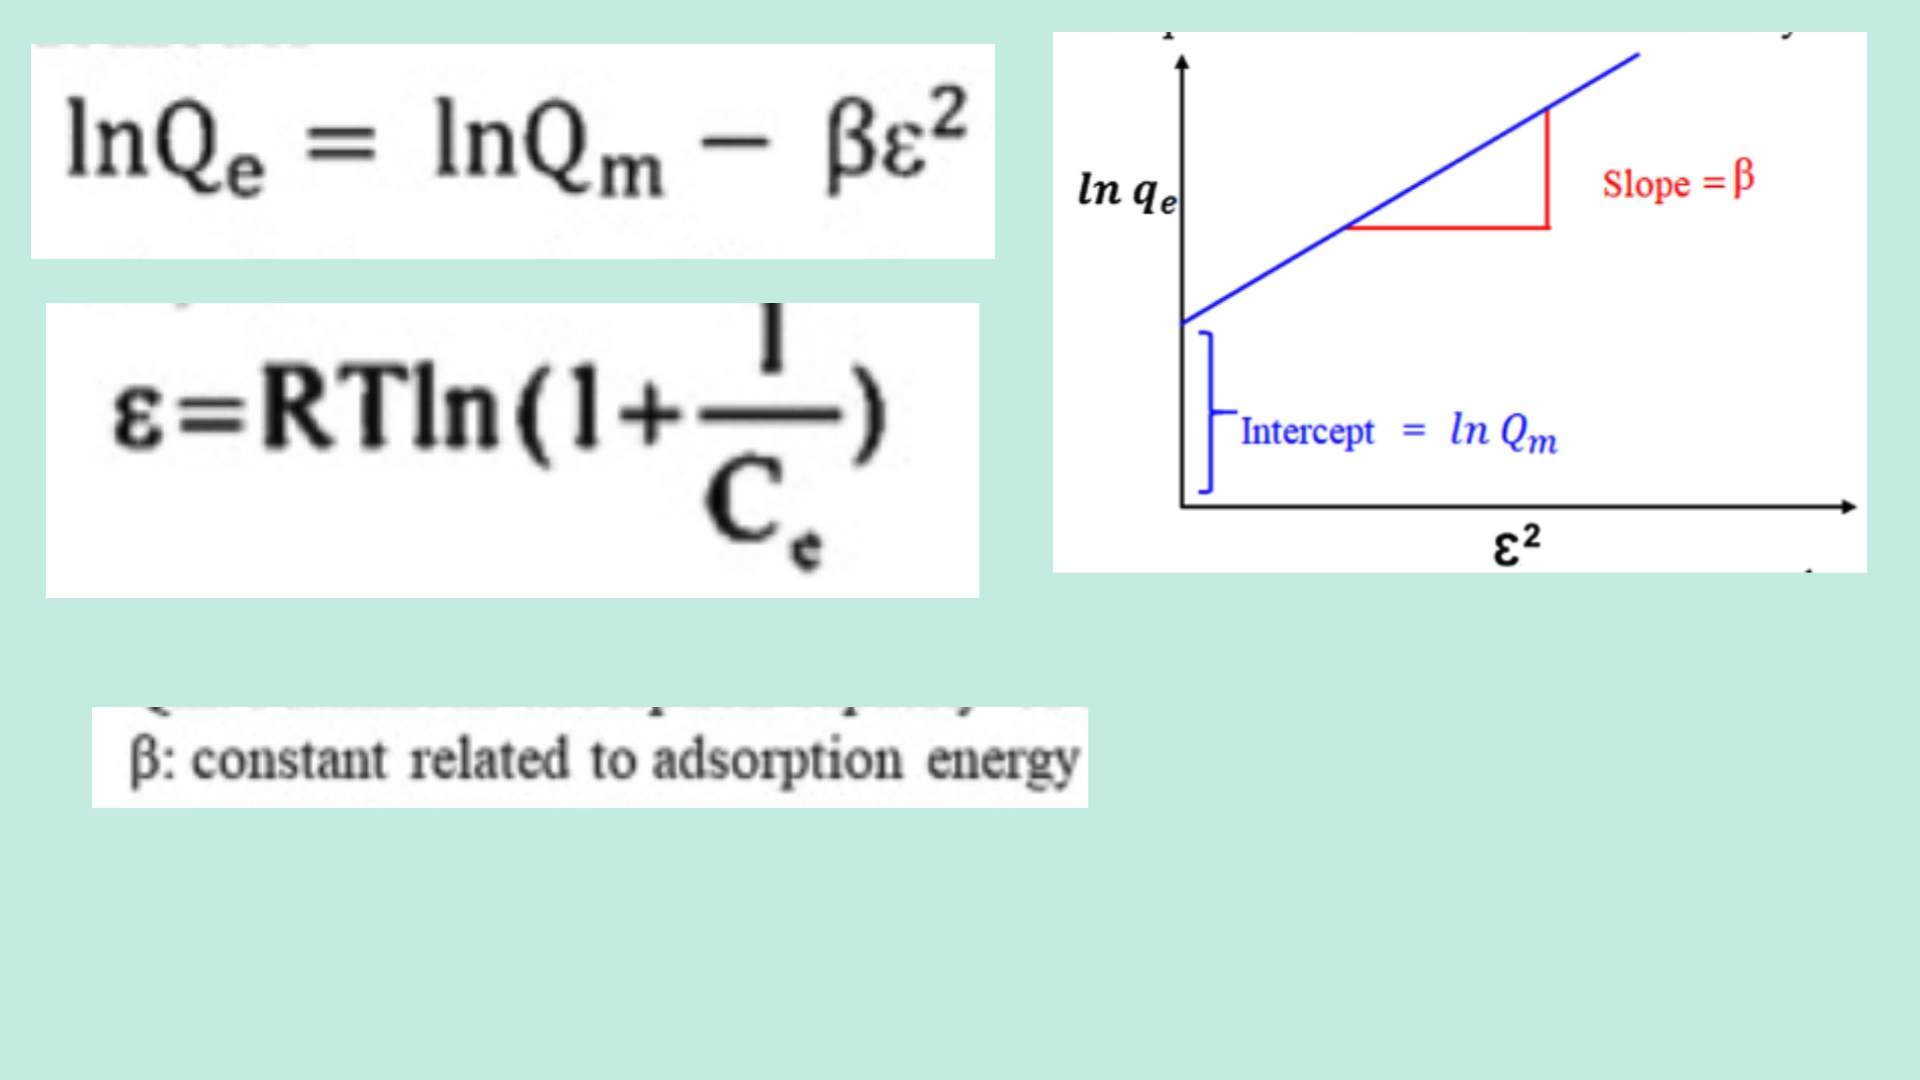 lnQₑ = lnQₘ − βε²
ε=RTln(1+1/Cₑ)
β: constant related to adsorption energy
ln qₑ
Slope = β
Intercept = ln Qₘ
ε²